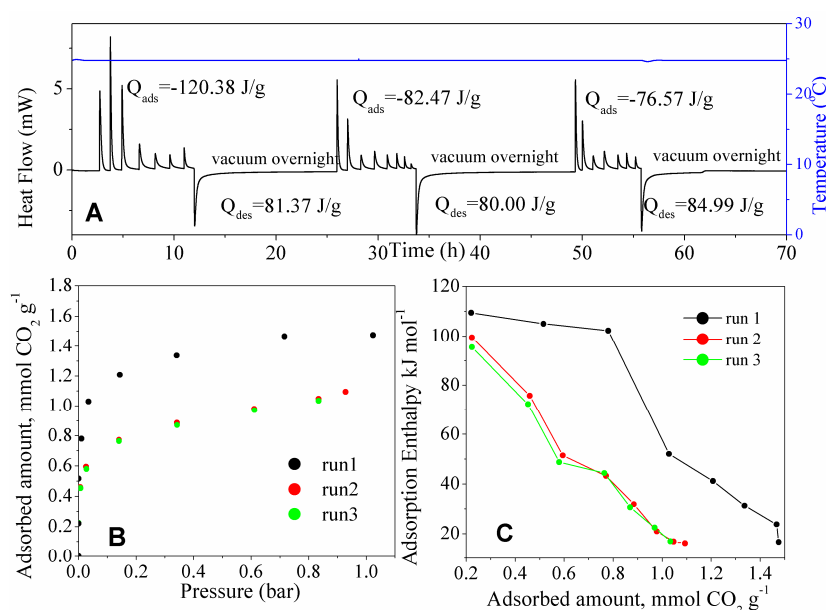 Heat Flow (mW)
5
0
Q_ads=-120.38 J/g
Q_ads=-82.47 J/g
Q_ads=-76.57 J/g
vacuum overnight
vacuum overnight
vacuum overnight
Q_des=81.37 J/g
Q_des=80.00 J/g
Q_des=84.99 J/g
A
30
20
10
0
Temperature (°C)
0 10 20 30 40 50 60 70
Time (h)
Adsorbed amount, mmol CO₂ g⁻¹
1.8
1.6
1.4
1.2
1.0
0.8
0.6
0.4
0.2
0.0
run1
run2
run3
B
0.0 0.2 0.4 0.6 0.8 1.0
Pressure (bar)
Adsorption Enthalpy kJ mol⁻¹
120
100
80
60
40
20
run 1
run 2
run 3
C
0.2 0.4 0.6 0.8 1.0 1.2 1.4
Adsorbed amount, mmol CO₂ g⁻¹